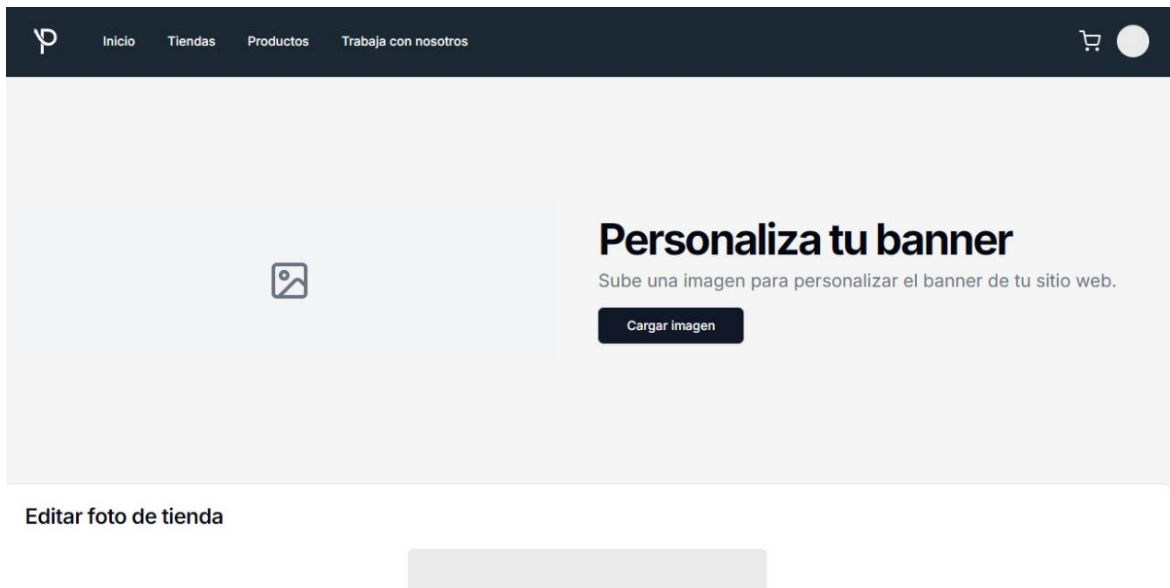 Inicio Tiendas Productos Trabaja con nosotros
Personaliza tu banner
Sube una imagen para personalizar el banner de tu sitio web.
Cargar imagen
Editar foto de tienda